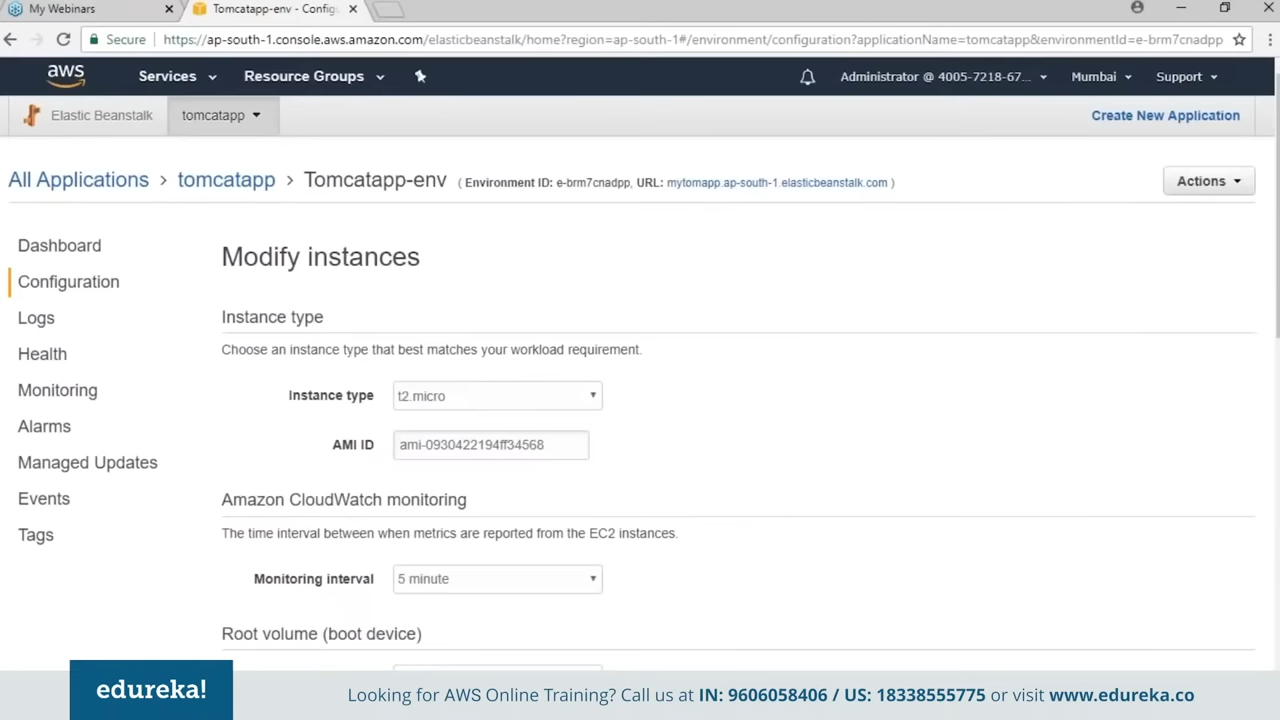 My Webinars
Tomcatapp-env - Config
Secure
https://ap-south-1.console.aws.amazon.com/elasticbeanstalk/home?region=ap-south-1#/environment/configuration?applicationName=tomcatapp&environmentId=e-brm7cnadpp
aws Services Resource Groups Administrator @ 4005-7218-67... Mumbai Support
Elastic Beanstalk tomcatapp Create New Application
All Applications > tomcatapp > Tomcatapp-env ( Environment ID: e-brm7cnadpp, URL: mytomapp.ap-south-1.elasticbeanstalk.com ) Actions
Dashboard
Configuration
Logs
Health
Monitoring
Alarms
Managed Updates
Events
Tags
Modify instances
Instance type
Choose an instance type that best matches your workload requirement.
Instance type t2.micro
AMI ID ami-0930422194ff34568
Amazon CloudWatch monitoring
The time interval between when metrics are reported from the EC2 instances.
Monitoring interval 5 minute
Root volume (boot device)
edureka!
Looking for AWS Online Training? Call us at IN: 9606058406 / US: 18338555775 or visit www.edureka.co